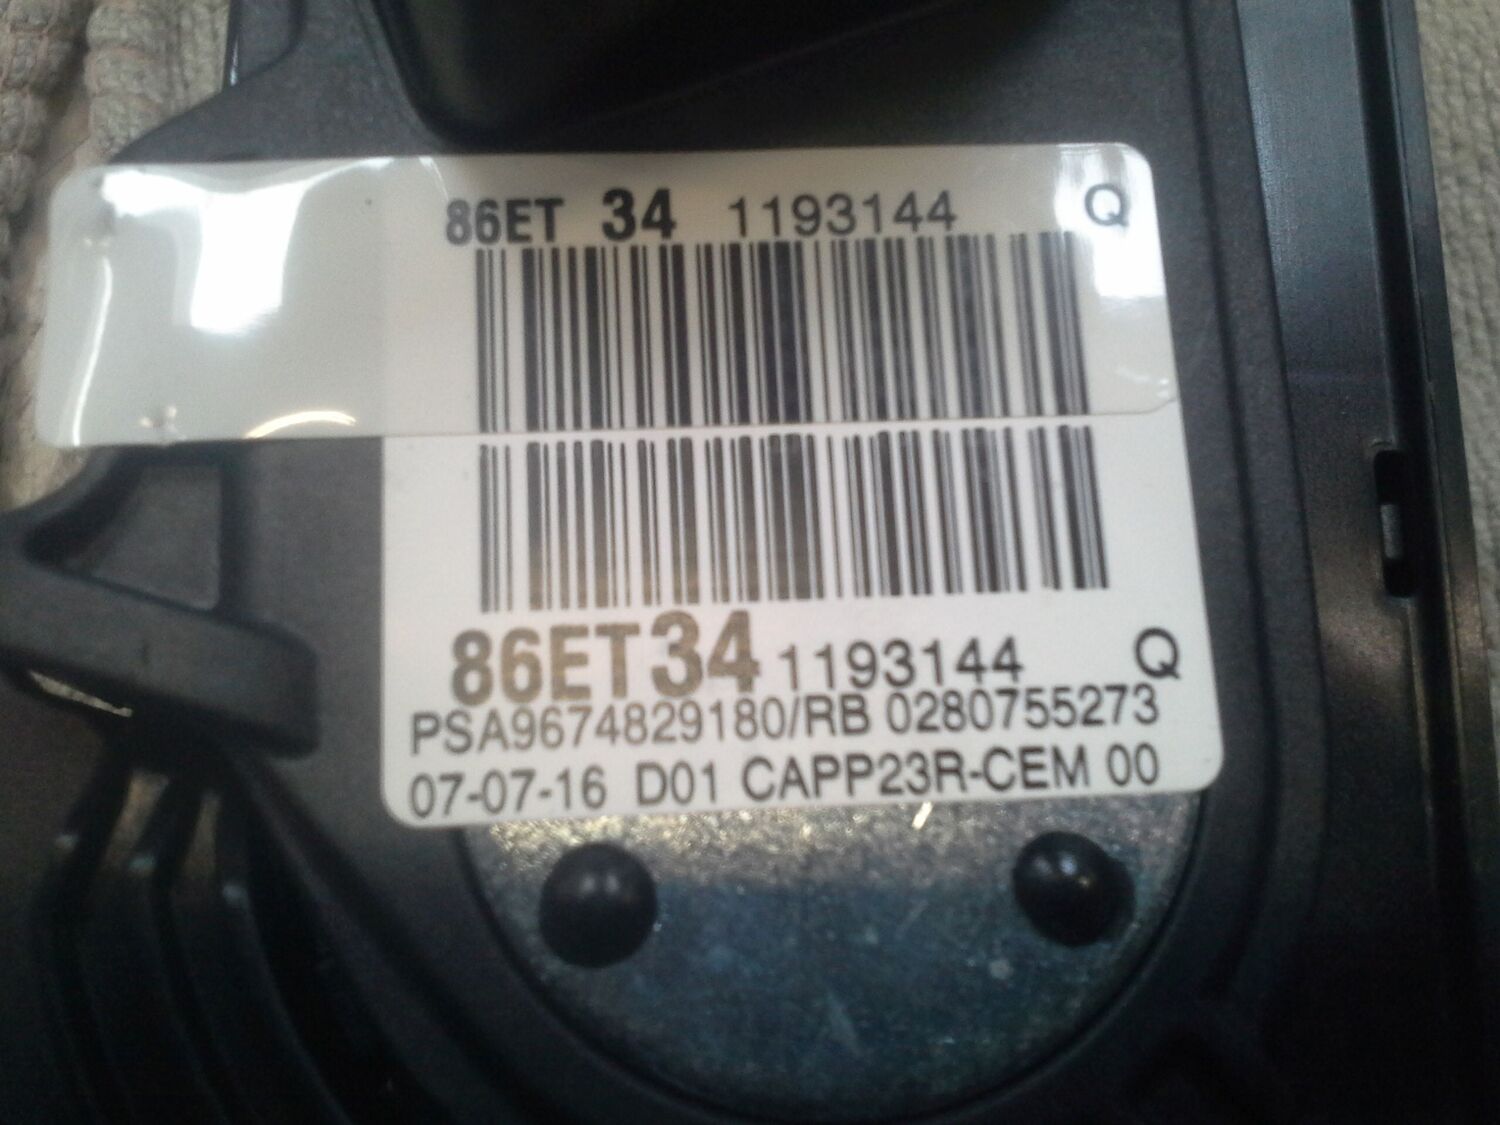 86ET 34 1193144 Q
86ET34 1193144 Q
PSA9674829180/RB 0280755273
07-07-16 D01 CAPP23R-CEM 00